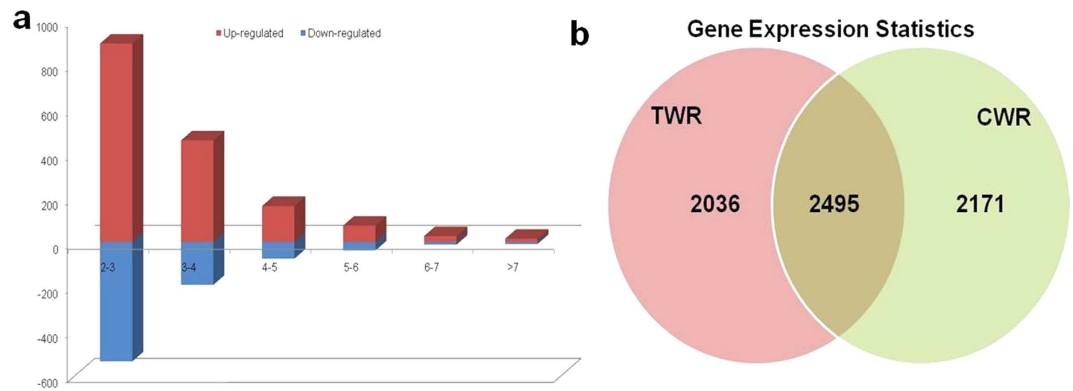 a
Up-regulated Down-regulated
1000
800
600
400
200
0
-200
-400
-600
2-3 3-4 4-5 5-6 6-7 >7
b
Gene Expression Statistics
TWR CWR
2036 2495 2171